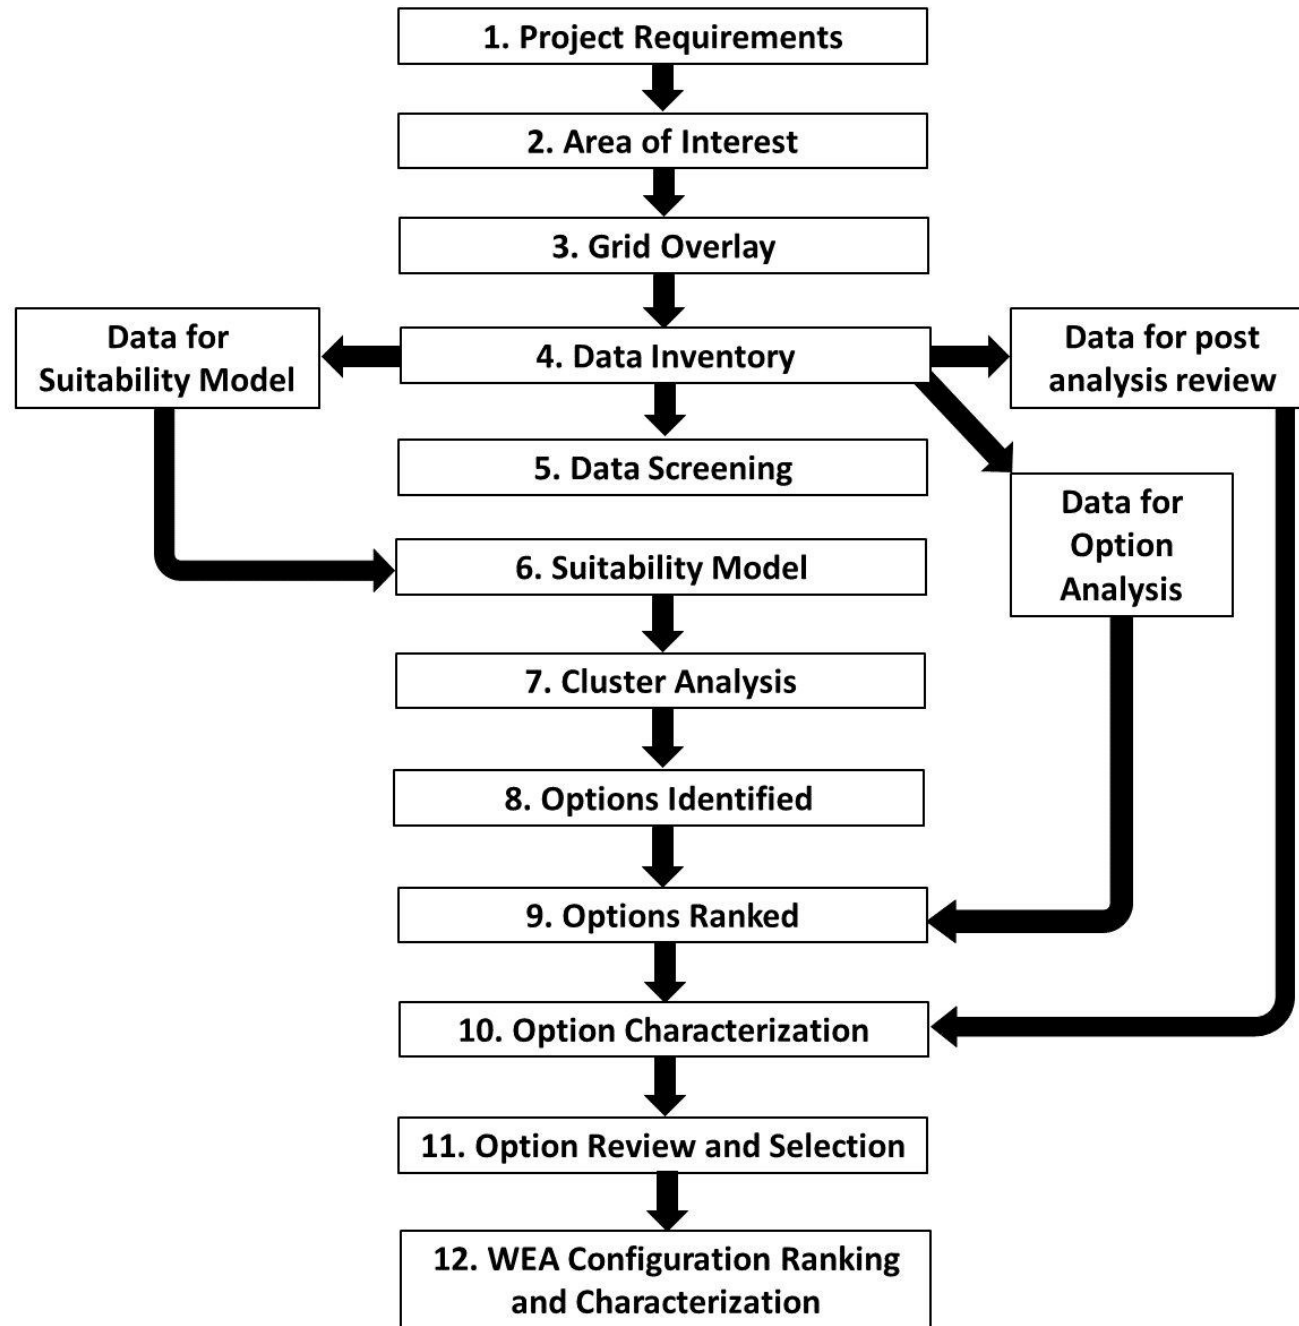 1. Project Requirements
2. Area of Interest
3. Grid Overlay
Data for
Suitability Model
4. Data Inventory
Data for post
analysis review
5. Data Screening
Data for
Option
Analysis
6. Suitability Model
7. Cluster Analysis
8. Options Identified
9. Options Ranked
10. Option Characterization
11. Option Review and Selection
12. WEA Configuration Ranking
and Characterization